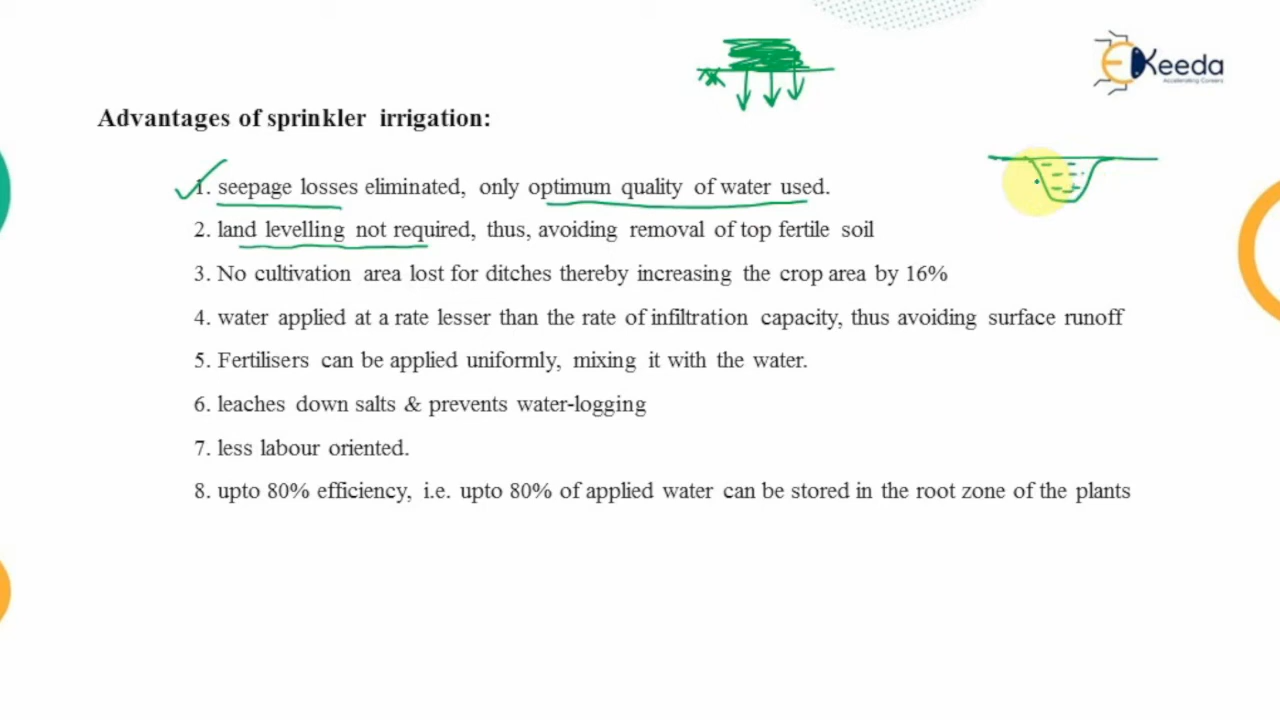 EKeeda
Accelerating Careers
Advantages of sprinkler irrigation:
1. seepage losses eliminated, only optimum quality of water used.
2. land levelling not required, thus, avoiding removal of top fertile soil
3. No cultivation area lost for ditches thereby increasing the crop area by 16%
4. water applied at a rate lesser than the rate of infiltration capacity, thus avoiding surface runoff
5. Fertilisers can be applied uniformly, mixing it with the water.
6. leaches down salts & prevents water-logging
7. less labour oriented.
8. upto 80% efficiency, i.e. upto 80% of applied water can be stored in the root zone of the plants